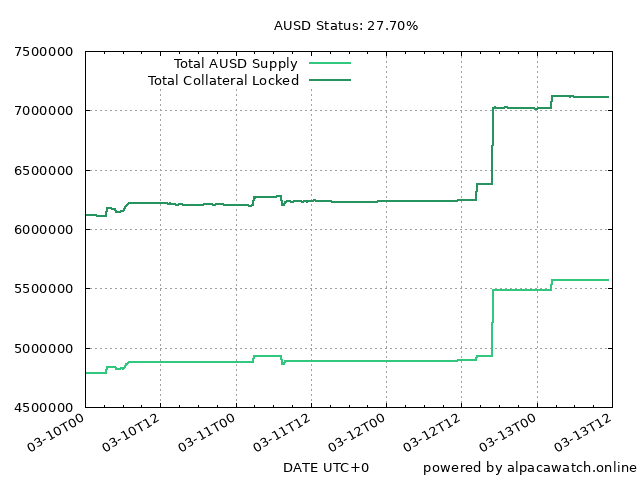 AUSD Status: 27.70%
7500000
Total AUSD Supply
Total Collateral Locked
7000000
6500000
6000000
5500000
5000000
4500000
03-10T00
03-10T12
03-11T00
03-11T12
03-12T00
03-12T12
03-13T00
03-13T12
DATE UTC+0
powered by alpacawatch.online